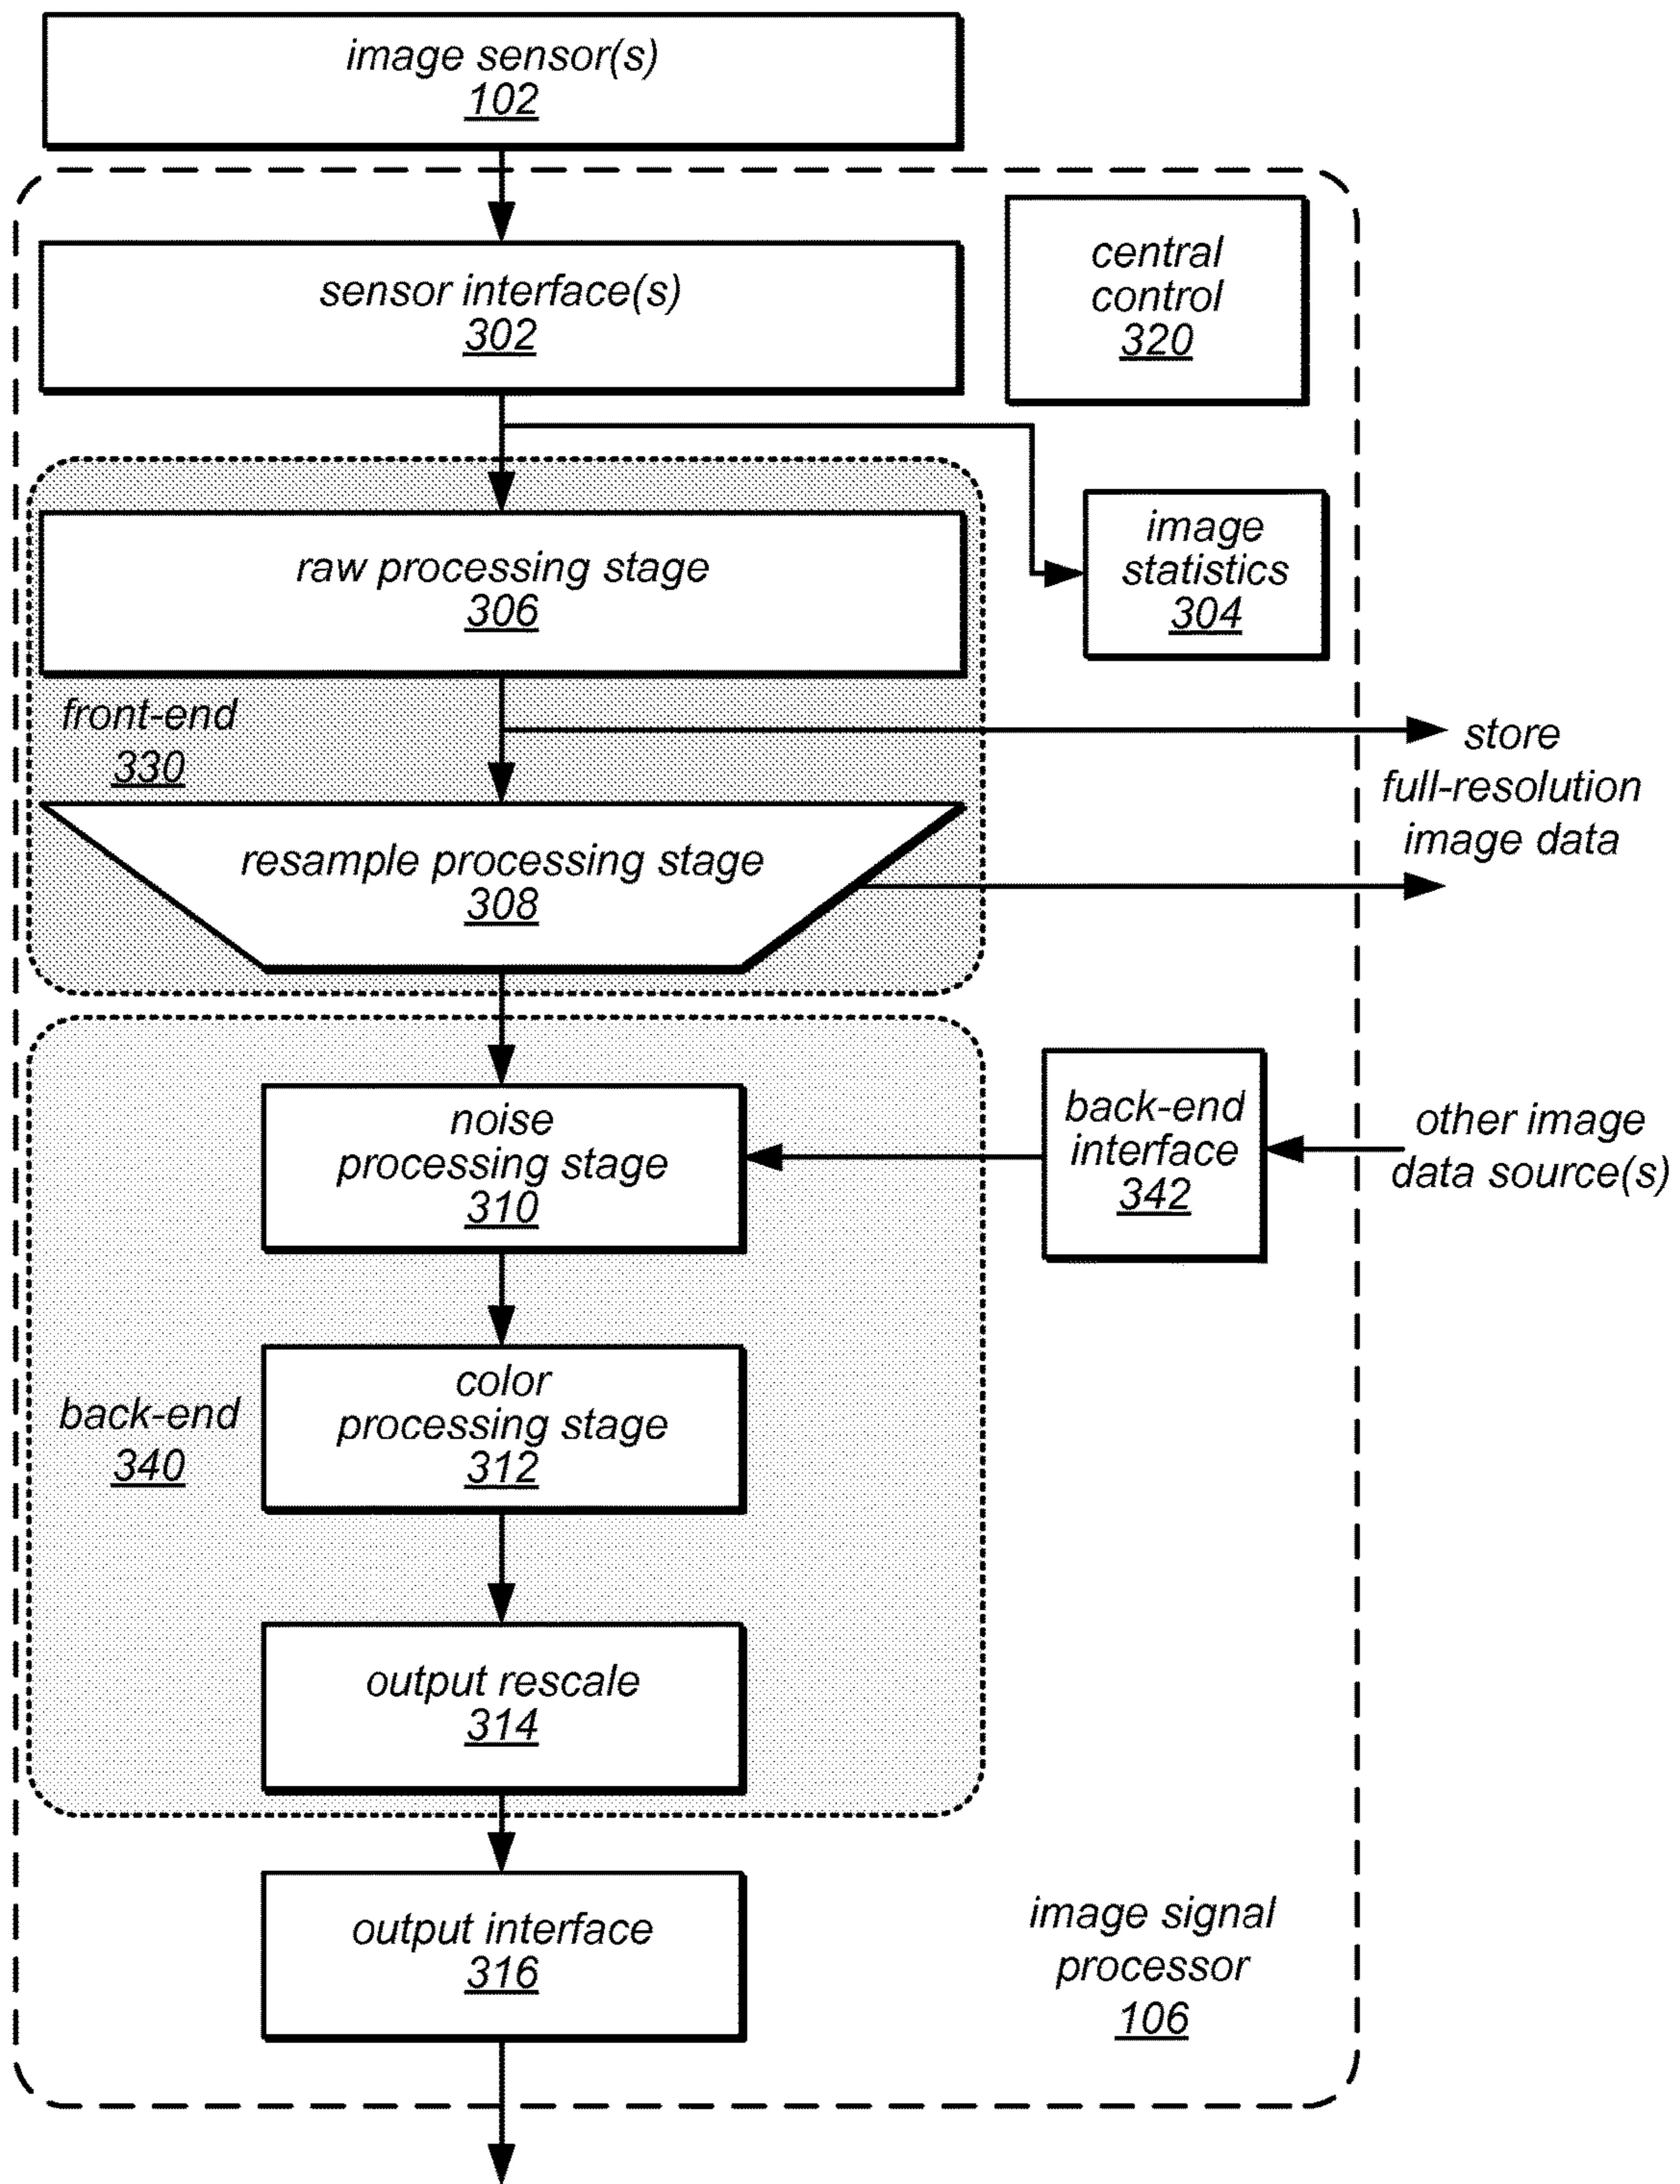 image sensor(s)
102
sensor interface(s)
302
central
control
320
raw processing stage
306
image
statistics
304
front-end
330
store
full-resolution
image data
resample processing stage
308
noise
processing stage
310
back-end
interface
342
other image
data source(s)
color
processing stage
312
back-end
340
output rescale
314
output interface
316
image signal
processor
106